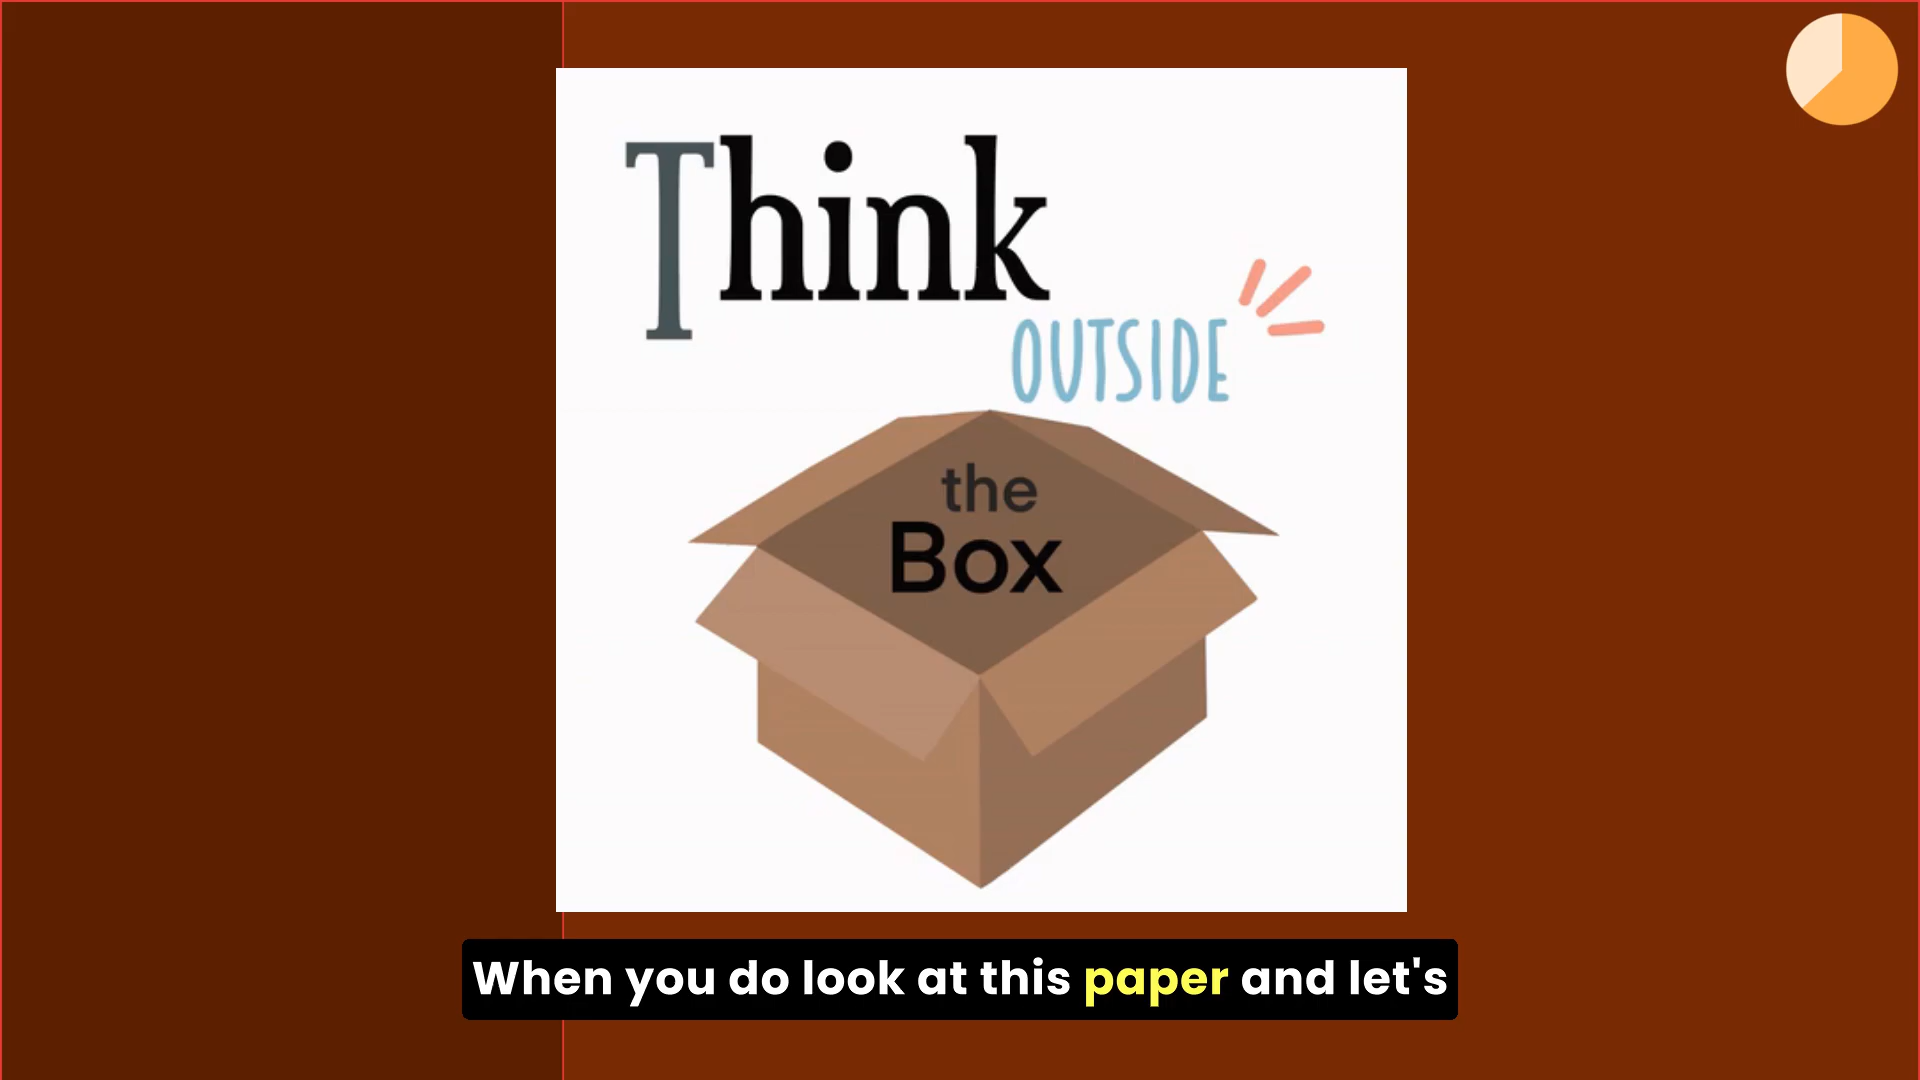 Think
OUTSIDE
the
Box
When you do look at this paper and let's